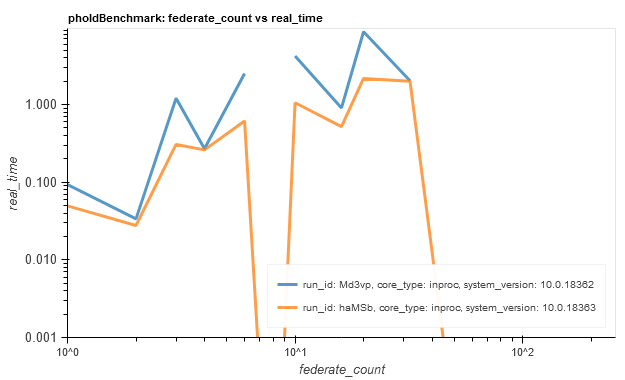 pholdBenchmark: federate_count vs real_time
1.000
0.100
0.010
0.001
real_time
10^0
10^1
10^2
federate_count
run_id: Md3vp, core_type: inproc, system_version: 10.0.18362
run_id: haMSb, core_type: inproc, system_version: 10.0.18363